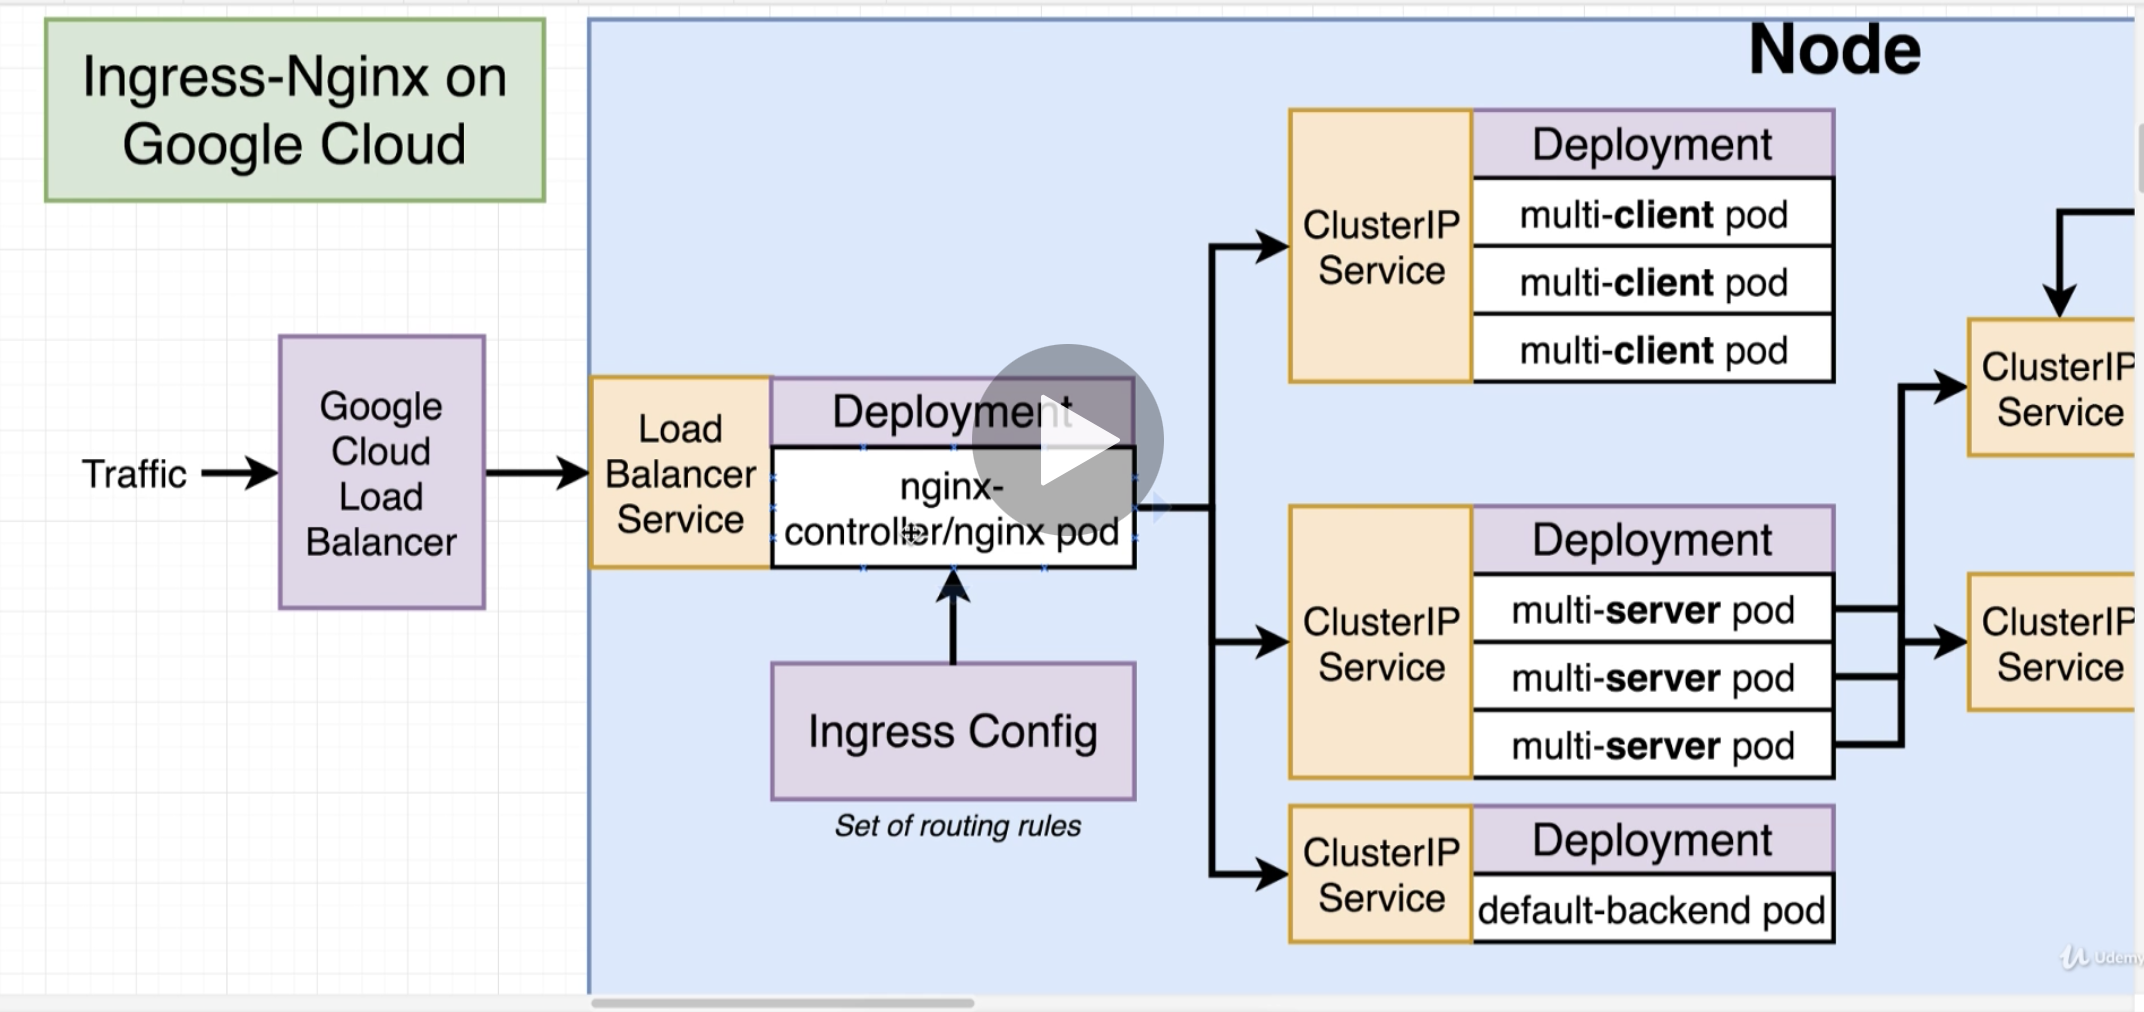 Ingress-Nginx on
Google Cloud
Node
Traffic
Google
Cloud
Load
Balancer
Load
Balancer
Service
Deployment
nginx-
controller/nginx pod
Ingress Config
Set of routing rules
ClusterIP
Service
Deployment
multi-client pod
multi-client pod
multi-client pod
ClusterIP
Service
Deployment
multi-server pod
multi-server pod
multi-server pod
ClusterIP
Service
Deployment
default-backend pod
ClusterIP
Service
ClusterIP
Service
Udemy